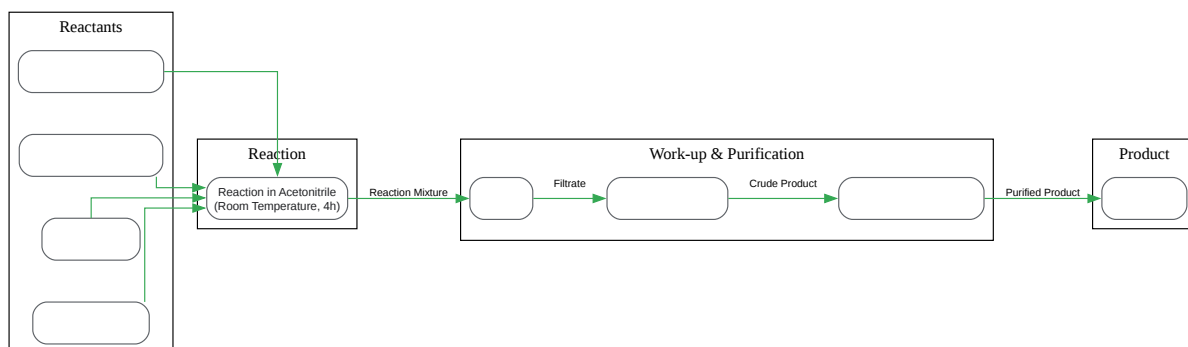 Reactants
Reaction
Reaction in Acetonitrile
(Room Temperature, 4h)
Reaction Mixture
Work-up & Purification
Filtrate
Crude Product
Purified Product
Product